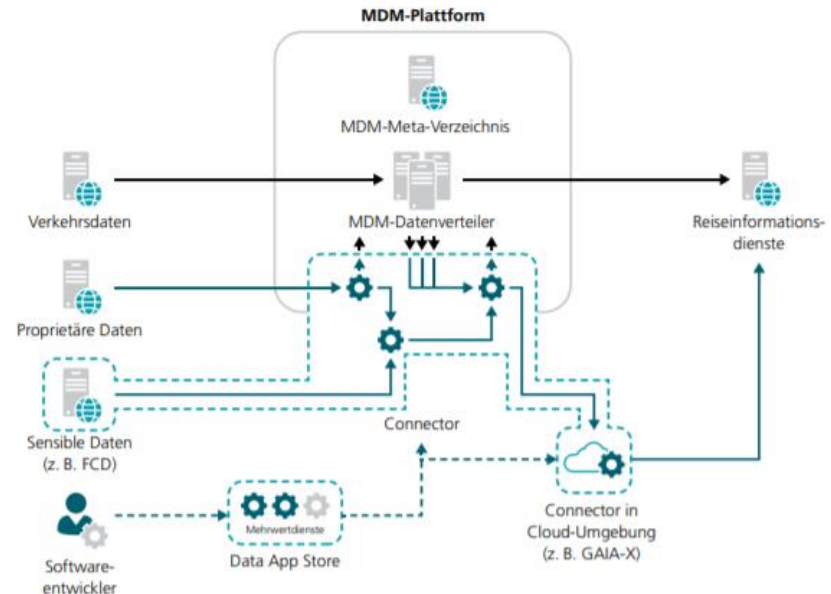 MDM-Plattform
MDM-Meta-Verzeichnis
Verkehrsdaten
MDM-Datenverteiler
Reiseinformations-
dienste
Proprietäre Daten
Sensible Daten
(z. B. FCD)
Connector
Connector in
Cloud-Umgebung
(z. B. GAIA-X)
Mehrwertdienste
Data App Store
Software-
entwickler